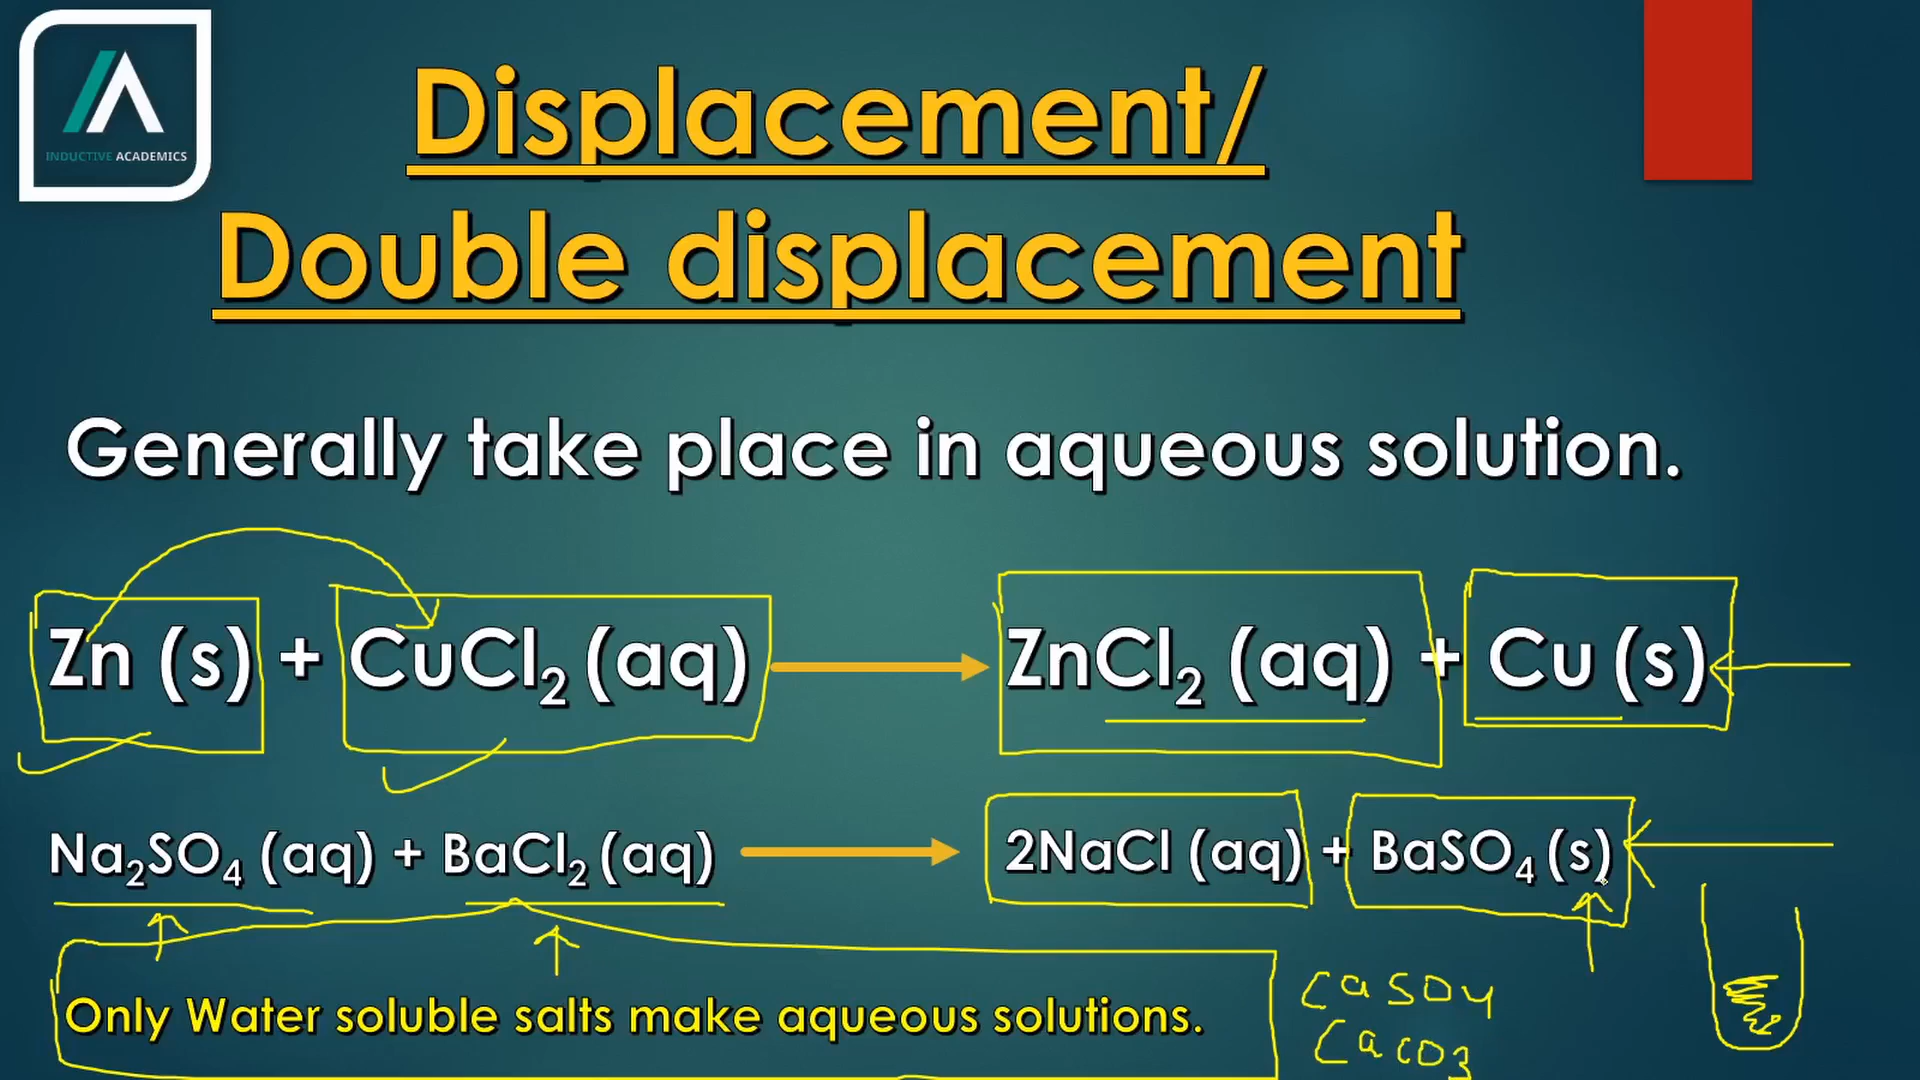 INDUCTIVE ACADEMICS
Displacement/
Double displacement
Generally take place in aqueous solution.
Zn (s) + CuCl₂ (aq) → ZnCl₂ (aq) + Cu (s)
Na₂SO₄ (aq) + BaCl₂ (aq) → 2NaCl (aq) + BaSO₄ (s)
Only Water soluble salts make aqueous solutions.
CaSO4
CaCO3